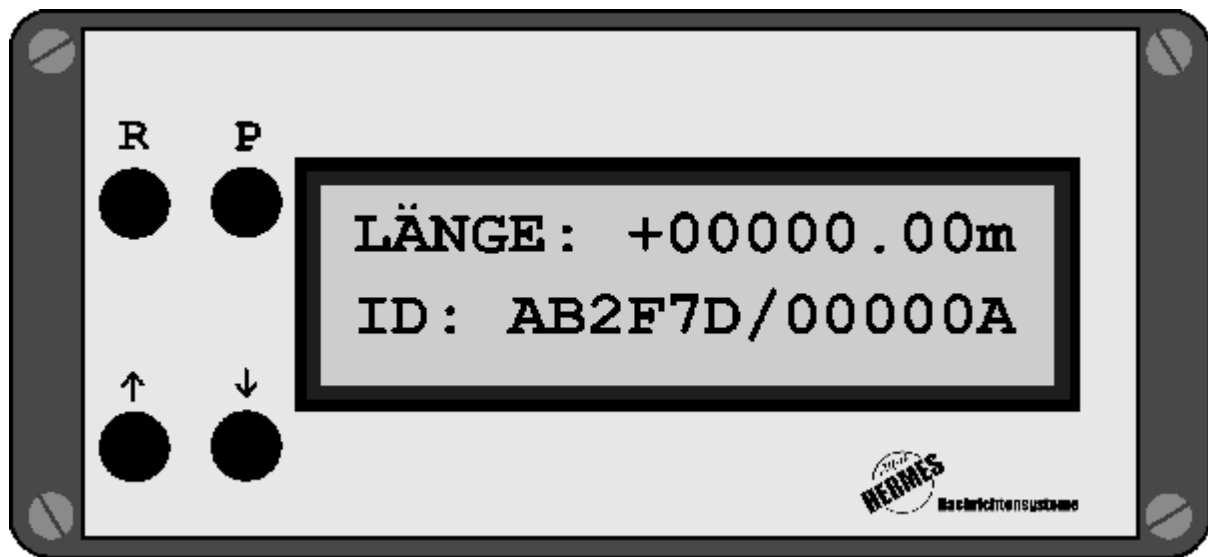 R P
LÄNGE: +00000.00m
ID: AB2F7D/00000A
↑ ↓
HERMES
Nachrichtensysteme